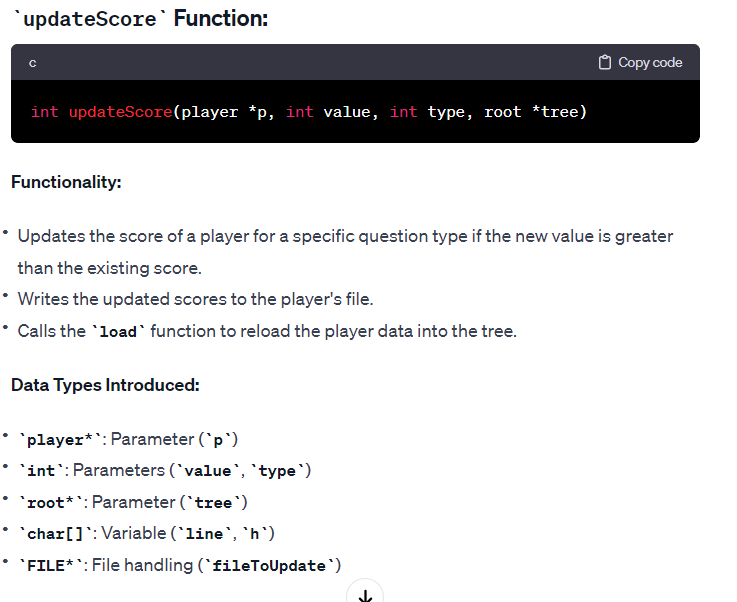 `updateScore` Function:
c Copy code
int updateScore(player *p, int value, int type, root *tree)
Functionality:
• Updates the score of a player for a specific question type if the new value is greater
than the existing score.
• Writes the updated scores to the player's file.
• Calls the `load` function to reload the player data into the tree.
Data Types Introduced:
• `player*`: Parameter (`p`)
• `int`: Parameters (`value`, `type`)
• `root*`: Parameter (`tree`)
• `char[]`: Variable (`line`, `h`)
• `FILE*`: File handling (`fileToUpdate`)